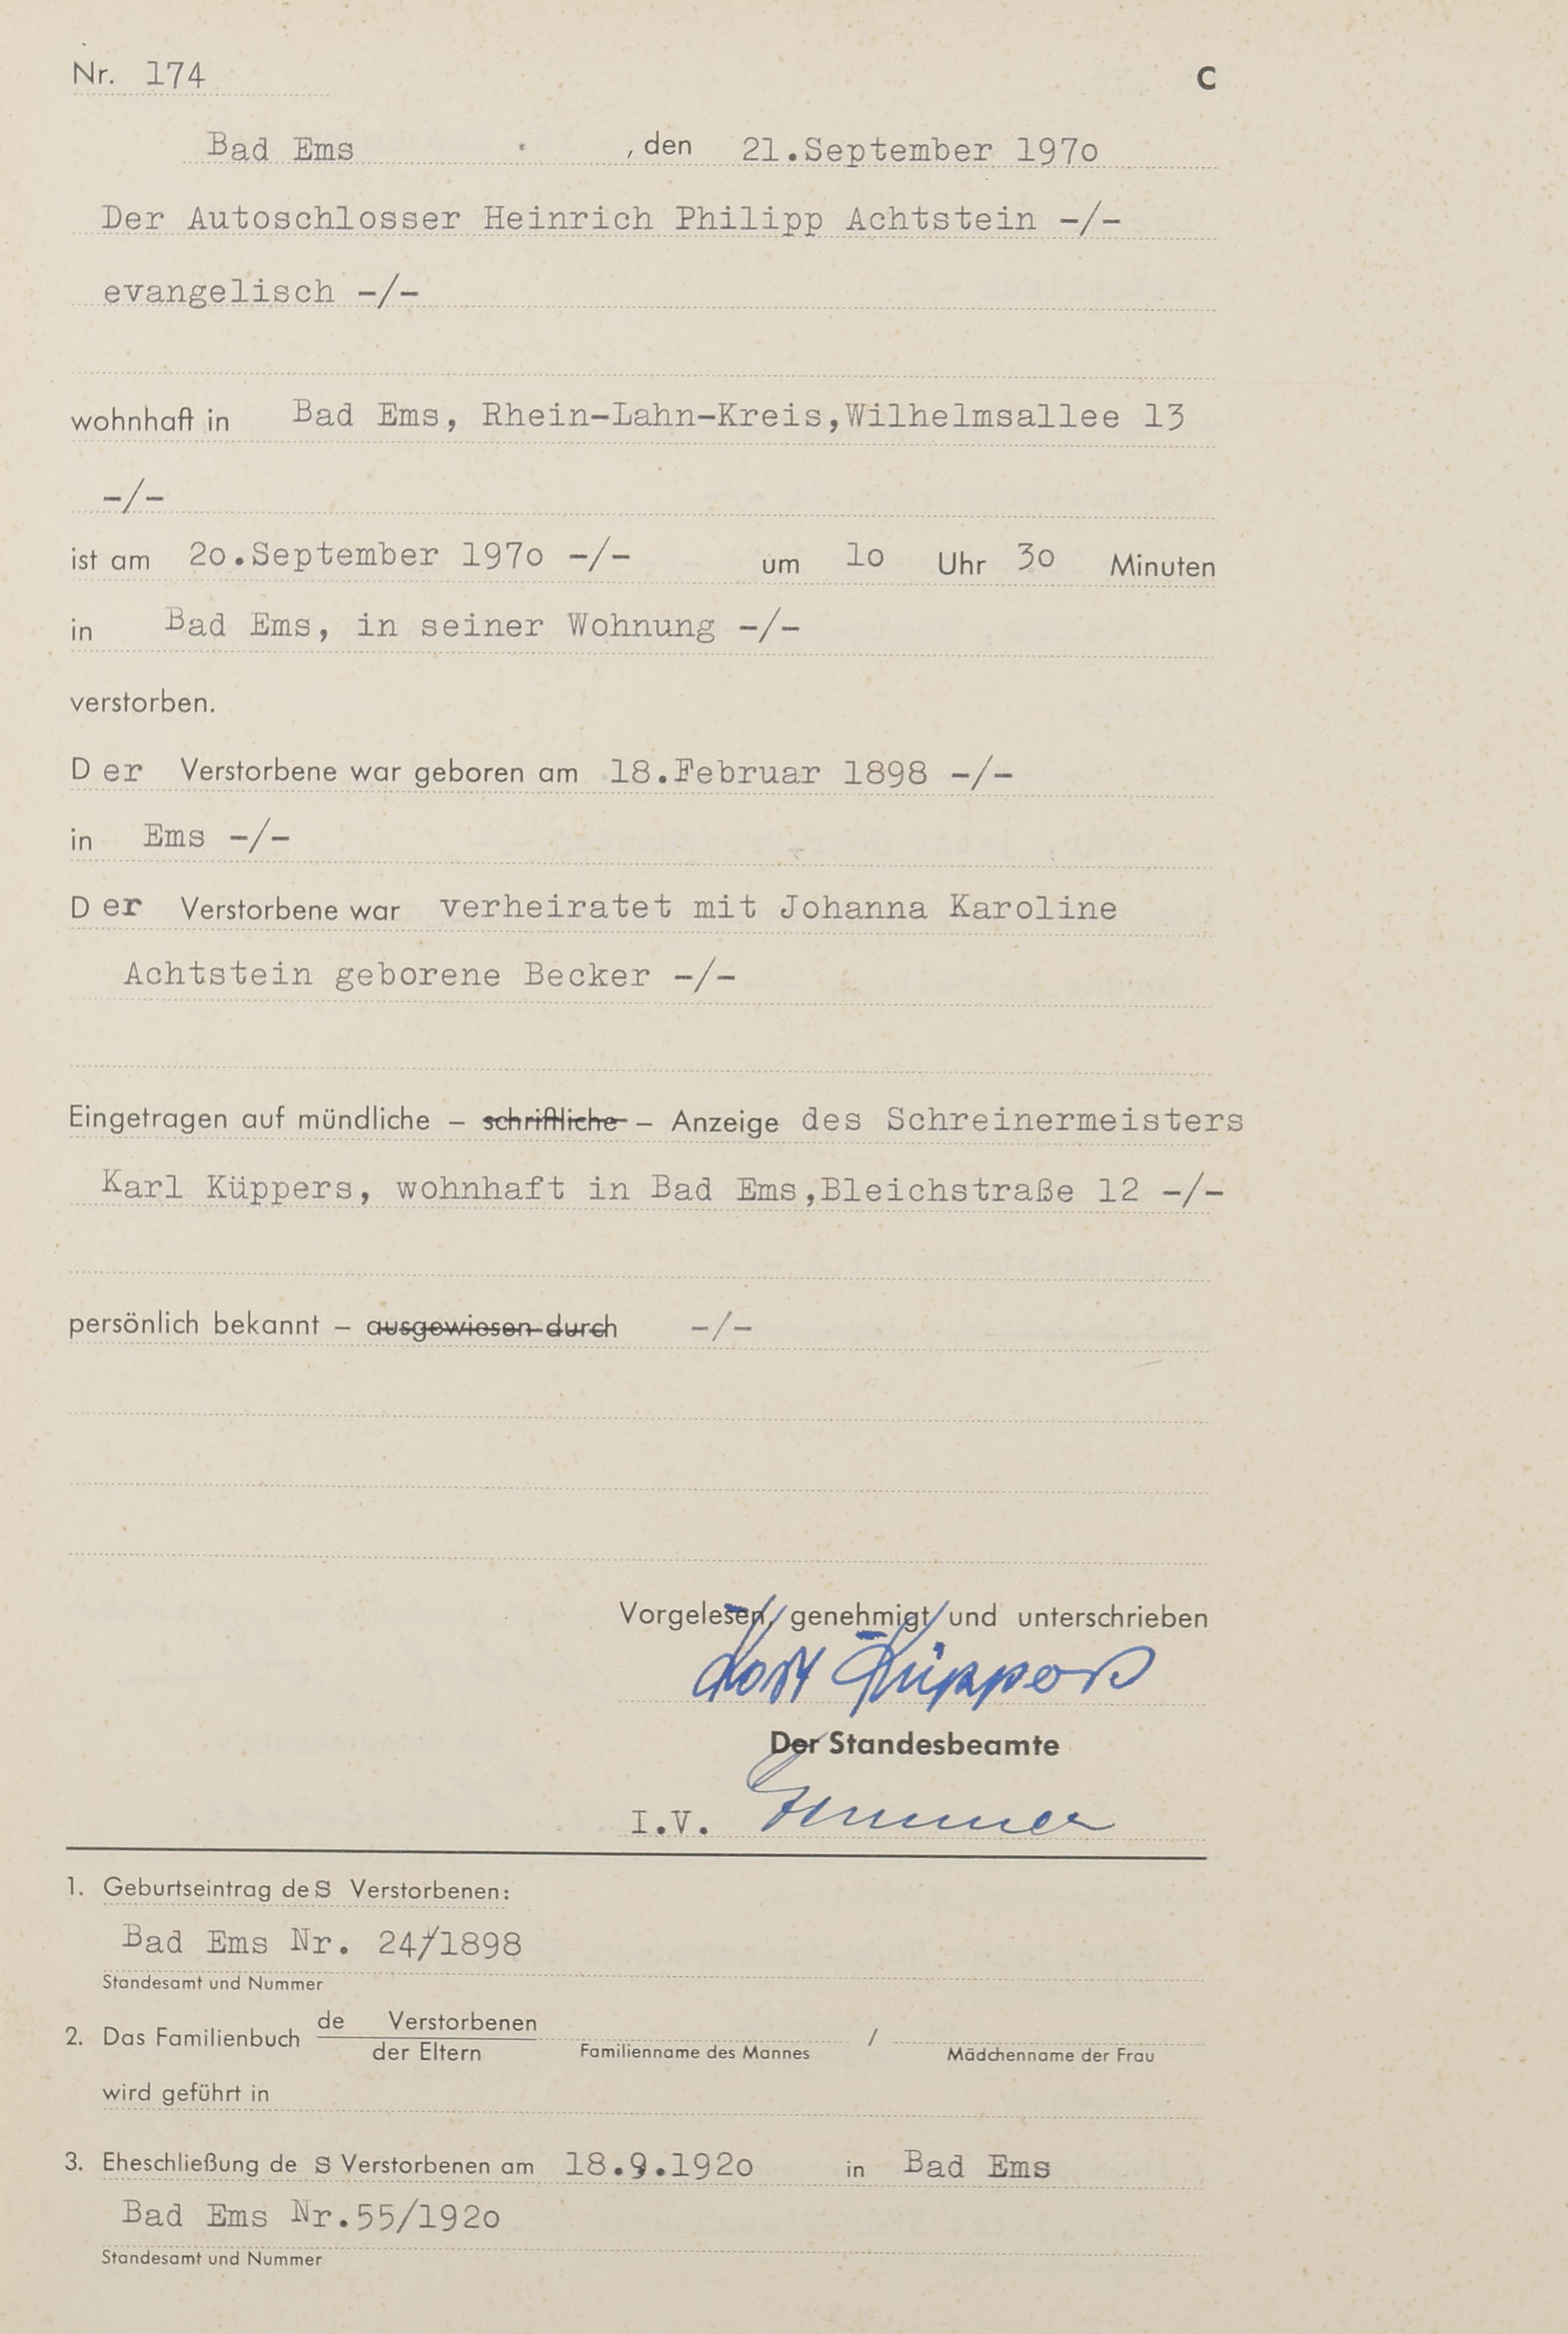 Nr. 174 C
Bad Ems , den 21.September 197o
Der Autoschlosser Heinrich Philipp Achtstein -/-
evangelisch -/-
wohnhaft in Bad Ems, Rhein-Lahn-Kreis,Wilhelmsallee 13
-/-
ist am 2o.September 197o -/- um 1o Uhr 3o Minuten
in Bad Ems, in seiner Wohnung -/-
verstorben.
Der Verstorbene war geboren am 18.Februar 1898 -/-
in Ems -/-
Der Verstorbene war verheiratet mit Johanna Karoline
Achtstein geborene Becker -/-
Eingetragen auf mündliche – schriftliche – Anzeige des Schreinermeisters
Karl Küppers, wohnhaft in Bad Ems,Bleichstraße 12 -/-
persönlich bekannt – ausgewiesen durch -/-
Vorgelesen, genehmigt und unterschrieben
Karl Küppers
Der Standesbeamte
I.V.
1. Geburtseintrag des Verstorbenen:
Bad Ems Nr. 24/1898
Standesamt und Nummer
2. Das Familienbuch de Verstorbenen
der Eltern
Familienname des Mannes / Mädchenname der Frau
wird geführt in
3. Eheschließung des Verstorbenen am 18.9.192o in Bad Ems
Bad Ems Nr.55/192o
Standesamt und Nummer